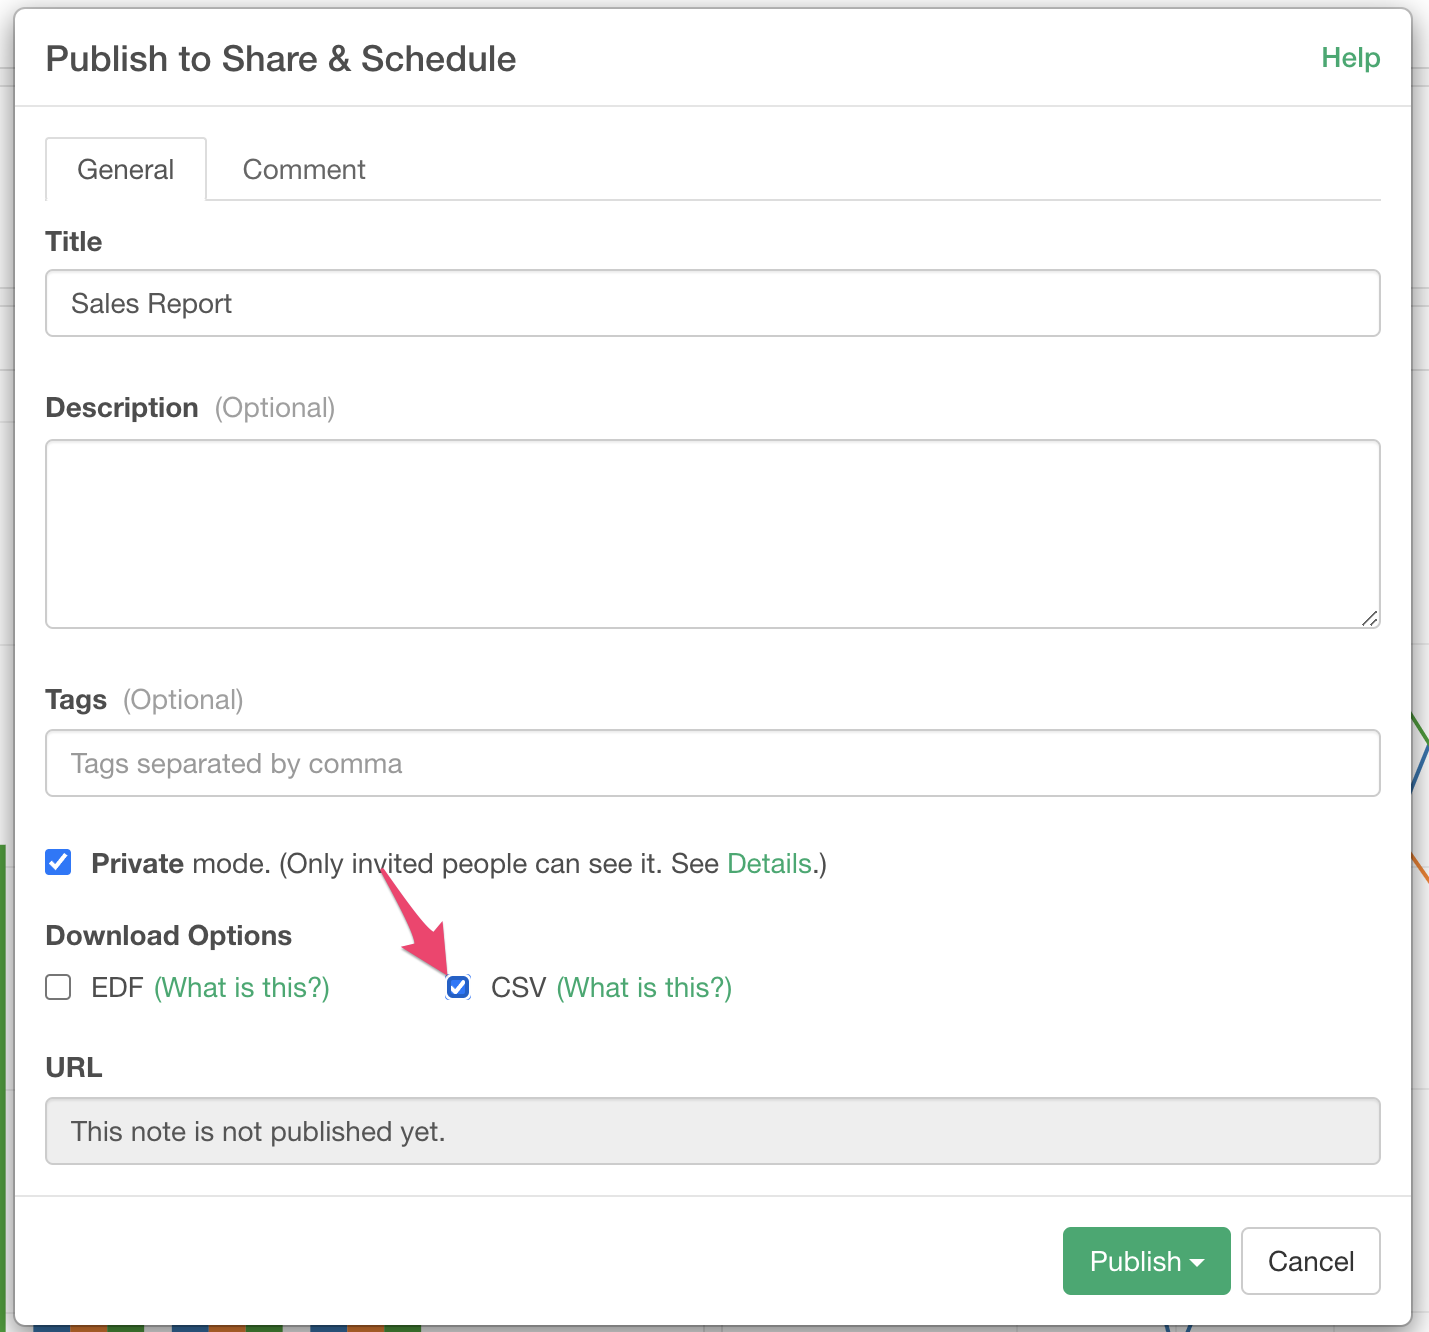 Publish to Share & Schedule
Help
General
Comment
Title
Sales Report
Description (Optional)
Tags (Optional)
Tags separated by comma
Private mode. (Only invited people can see it. See Details.)
Download Options
EDF (What is this?)
CSV (What is this?)
URL
This note is not published yet.
Publish
Cancel